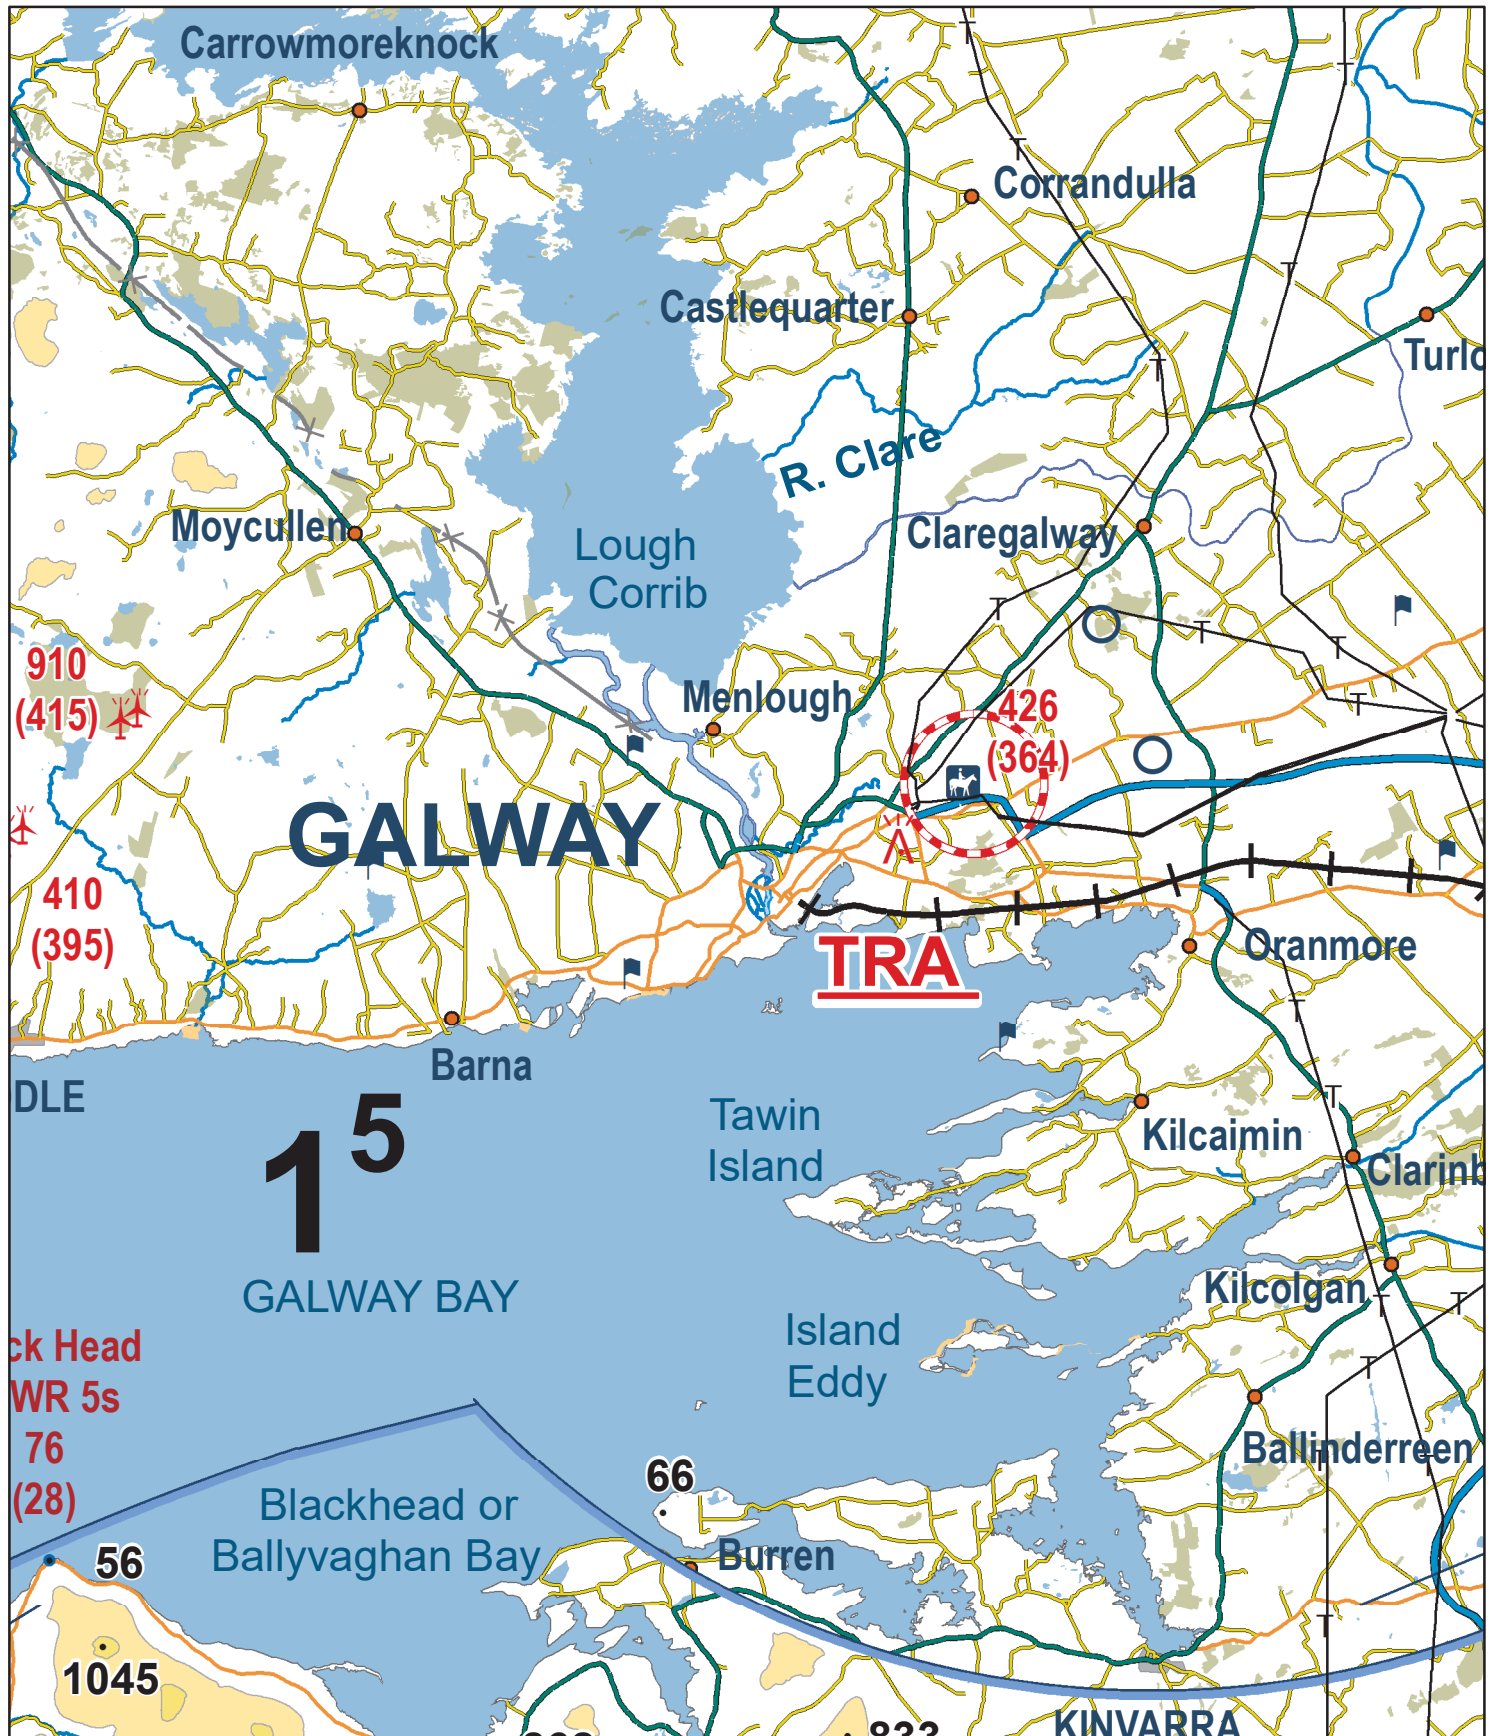 Carrowmoreknock
Corrandulla
Castlequarter
Turlo
R. Clare
Moycullen
Claregalway
Lough
Corrib
910
(415)
Menlough
426
(364)
GALWAY
410
(395)
TRA
Oranmore
Barna
DLE
1⁵
Tawin
Island
Kilcaimin
Clarinb
GALWAY BAY
Kilcolgan
Island
Eddy
ck Head
WR 5s
76
(28)
Ballinderreen
66
Blackhead or
Ballyvaghan Bay
56
Burren
1045
833
KINVARRA